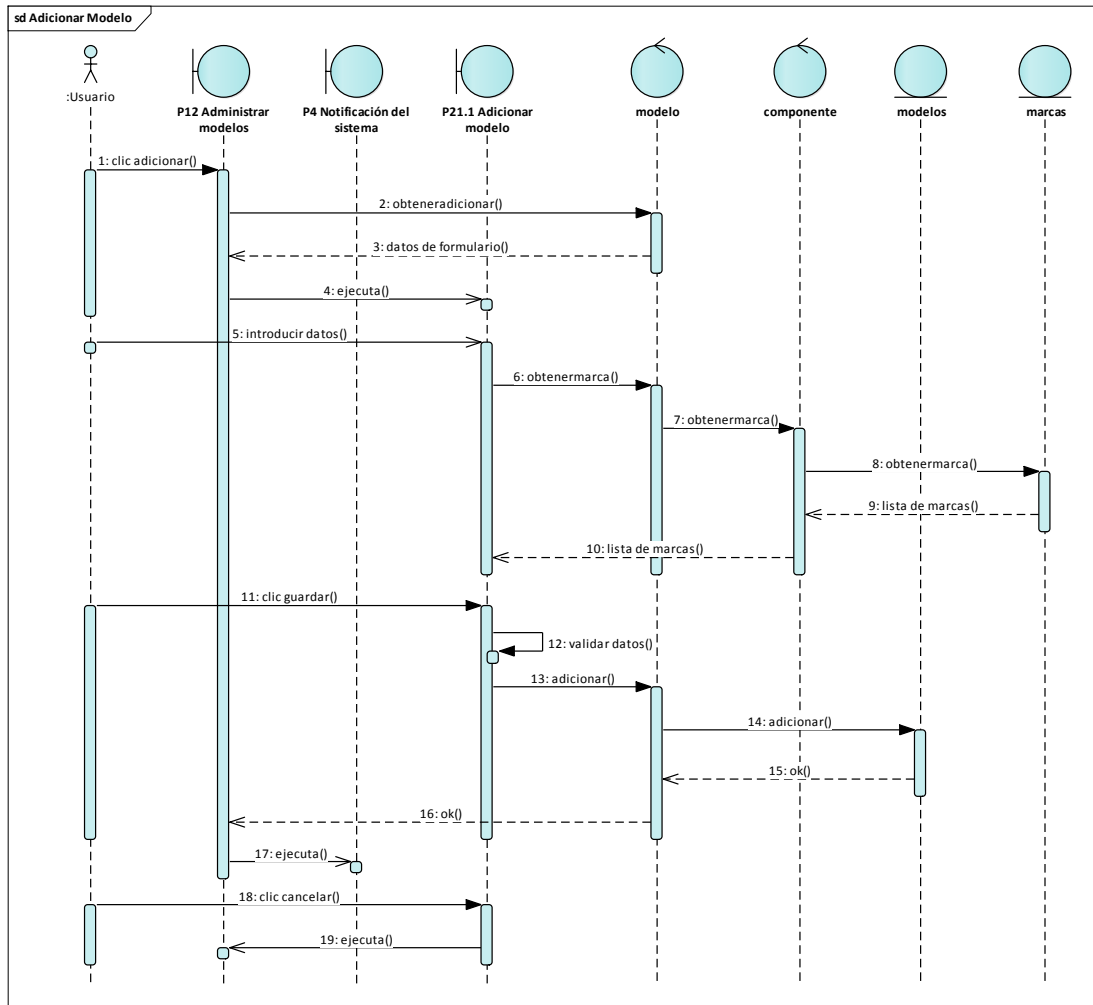 sd Adicionar Modelo
:Usuario
P12 Administrar
modelos
P4 Notificación del
sistema
P21.1 Adicionar
modelo
modelo
componente
modelos
marcas
1: clic adicionar()
2: obteneradicionar()
3: datos de formulario()
4: ejecuta()
5: introducir datos()
6: obtenermarca()
7: obtenermarca()
8: obtenermarca()
9: lista de marcas()
10: lista de marcas()
11: clic guardar()
12: validar datos()
13: adicionar()
14: adicionar()
15: ok()
16: ok()
17: ejecuta()
18: clic cancelar()
19: ejecuta()